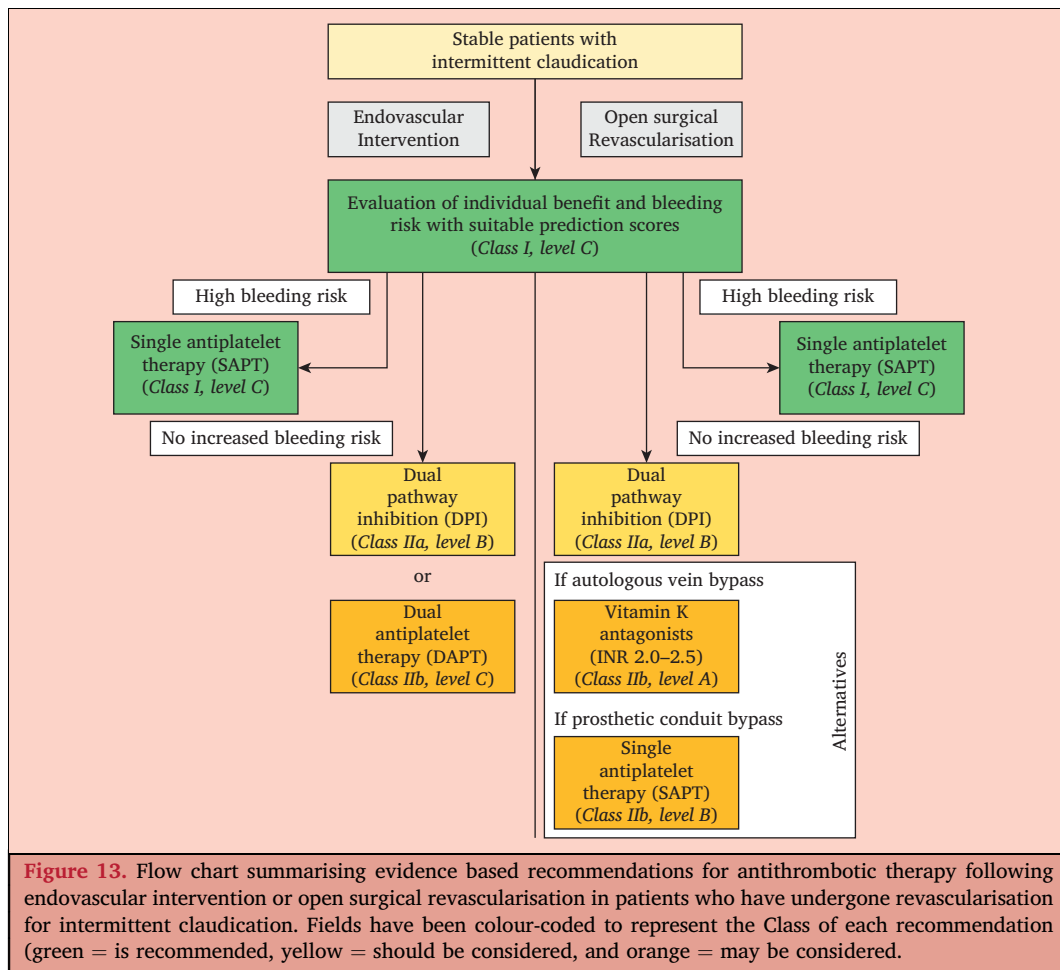 Stable patients with
intermittent claudication
Endovascular
Intervention
Open surgical
Revascularisation
Evaluation of individual benefit and bleeding
risk with suitable prediction scores
(Class I, level C)
High bleeding risk
High bleeding risk
Single antiplatelet
therapy (SAPT)
(Class I, level C)
Single antiplatelet
therapy (SAPT)
(Class I, level C)
No increased bleeding risk
No increased bleeding risk
Dual
pathway
inhibition (DPI)
(Class IIa, level B)
or
Dual
antiplatelet
therapy (DAPT)
(Class IIb, level C)
Dual
pathway
inhibition (DPI)
(Class IIa, level B)
If autologous vein bypass
Vitamin K
antagonists
(INR 2.0–2.5)
(Class IIb, level A)
If prosthetic conduit bypass
Single
antiplatelet
therapy (SAPT)
(Class IIb, level B)
Alternatives
Figure 13. Flow chart summarising evidence based recommendations for antithrombotic therapy following
endovascular intervention or open surgical revascularisation in patients who have undergone revascularisation
for intermittent claudication. Fields have been colour-coded to represent the Class of each recommendation
(green = is recommended, yellow = should be considered, and orange = may be considered.